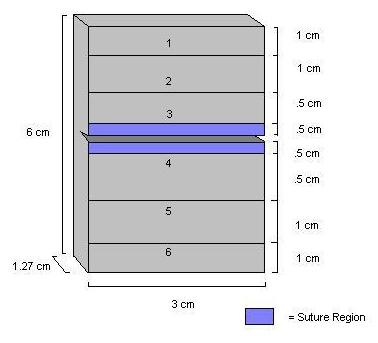 1
1 cm
2
1 cm
3
.5 cm
.5 cm
6 cm
.5 cm
4
.5 cm
5
1 cm
6
1 cm
1.27 cm
3 cm
= Suture Region